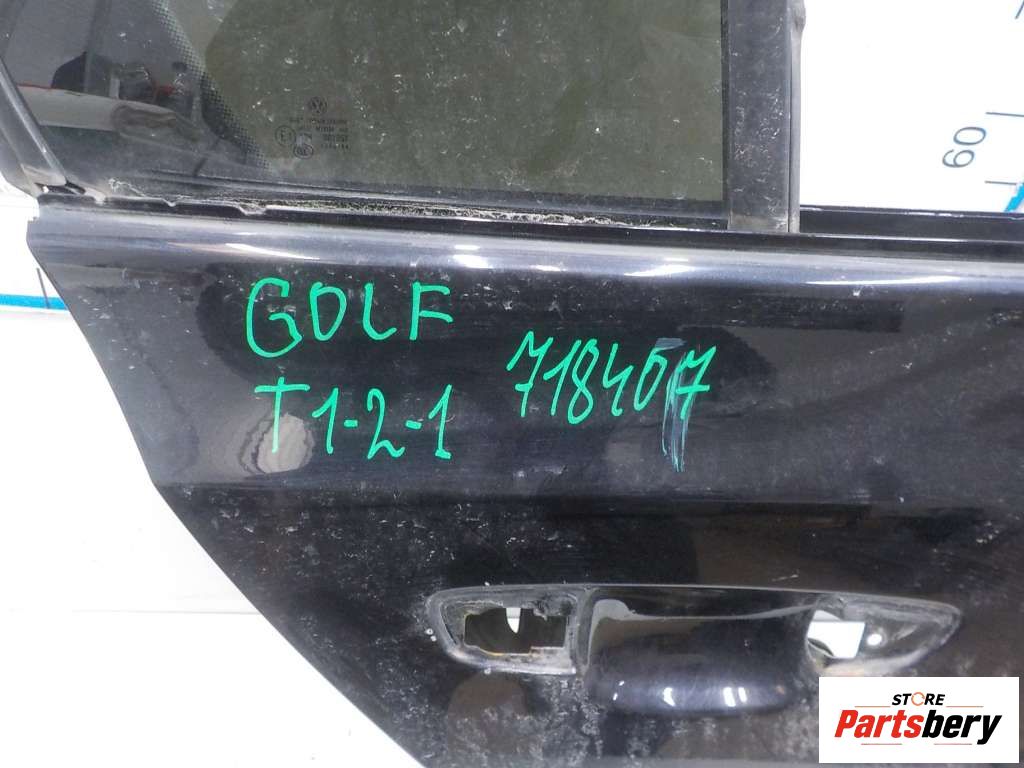 60
GOLF
T1-2-1
718407
STORE
Partsbery